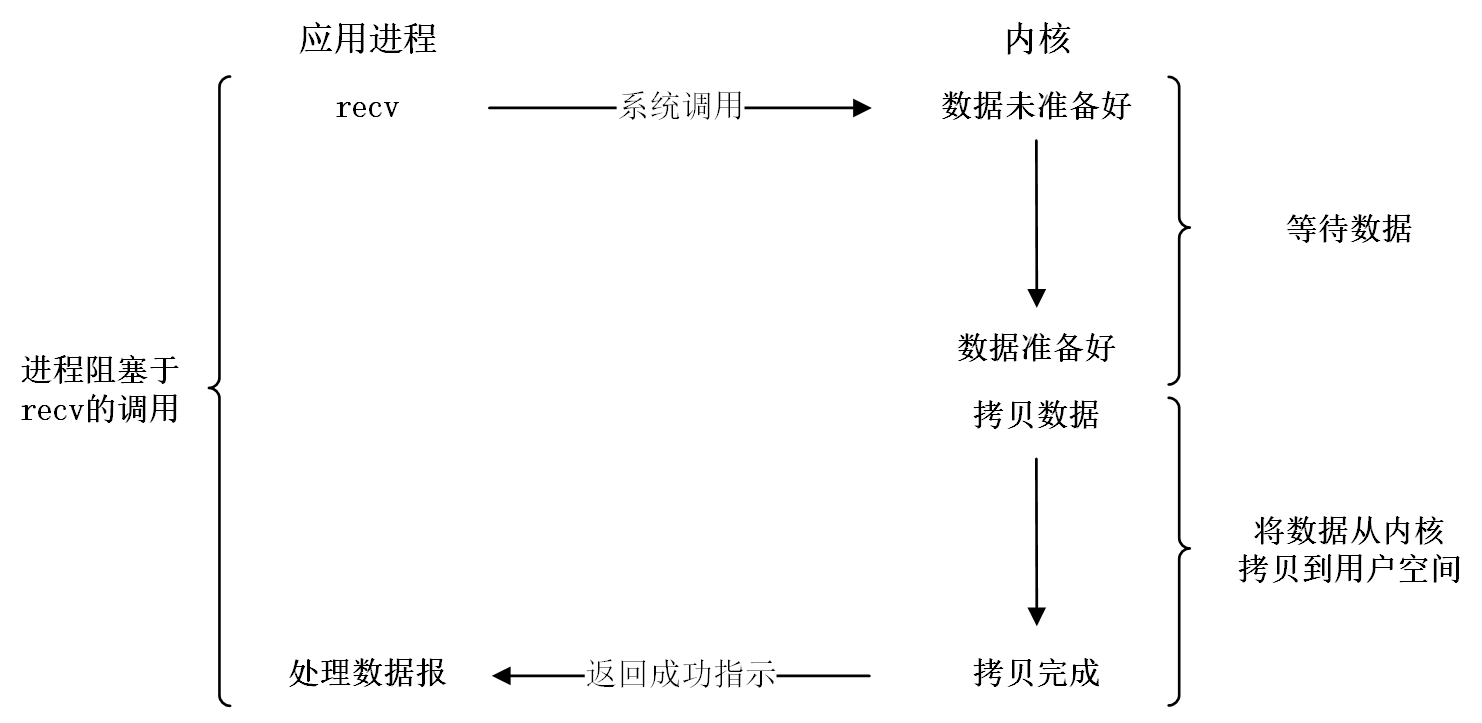 应用进程
内核
recv
系统调用
数据未准备好
等待数据
数据准备好
进程阻塞于
recv的调用
拷贝数据
将数据从内核
拷贝到用户空间
处理数据报
返回成功指示
拷贝完成